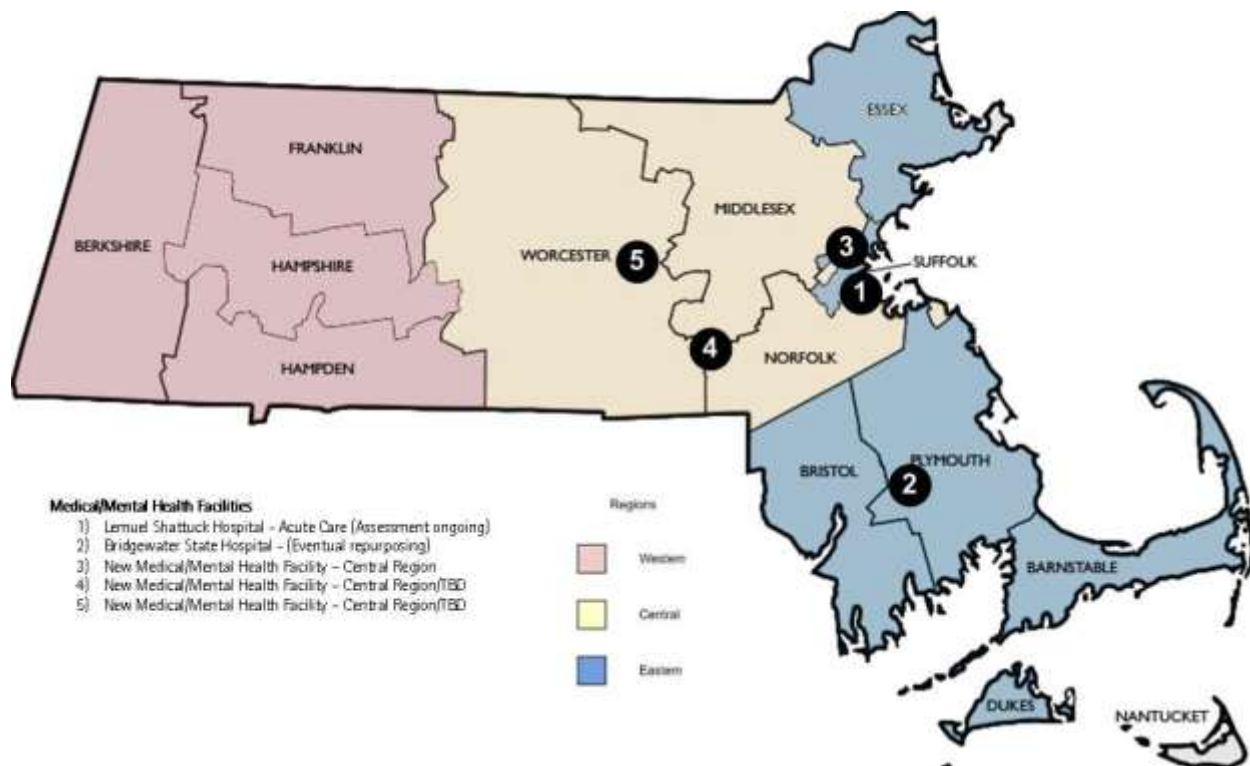 ESSEX
FRANKLIN
MIDDLESEX
BERKSHIRE
WORCESTER
5
3
SUFFOLK
HAMPSHIRE
1
4
NORFOLK
HAMPDEN
BRISTOL
PLYMOUTH
2
Medical/Mental Health Facilities
1) Lemuel Shattuck Hospital – Acute Care (Assessment ongoing)
2) Bridgewater State Hospital – (Eventual repurposing)
3) New Medical/Mental Health Facility – Central Region
4) New Medical/Mental Health Facility – Central Region/TBD
5) New Medical/Mental Health Facility – Central Region/TBD
Regions
Western
Central
Eastern
BARNSTABLE
DUKES
NANTUCKET